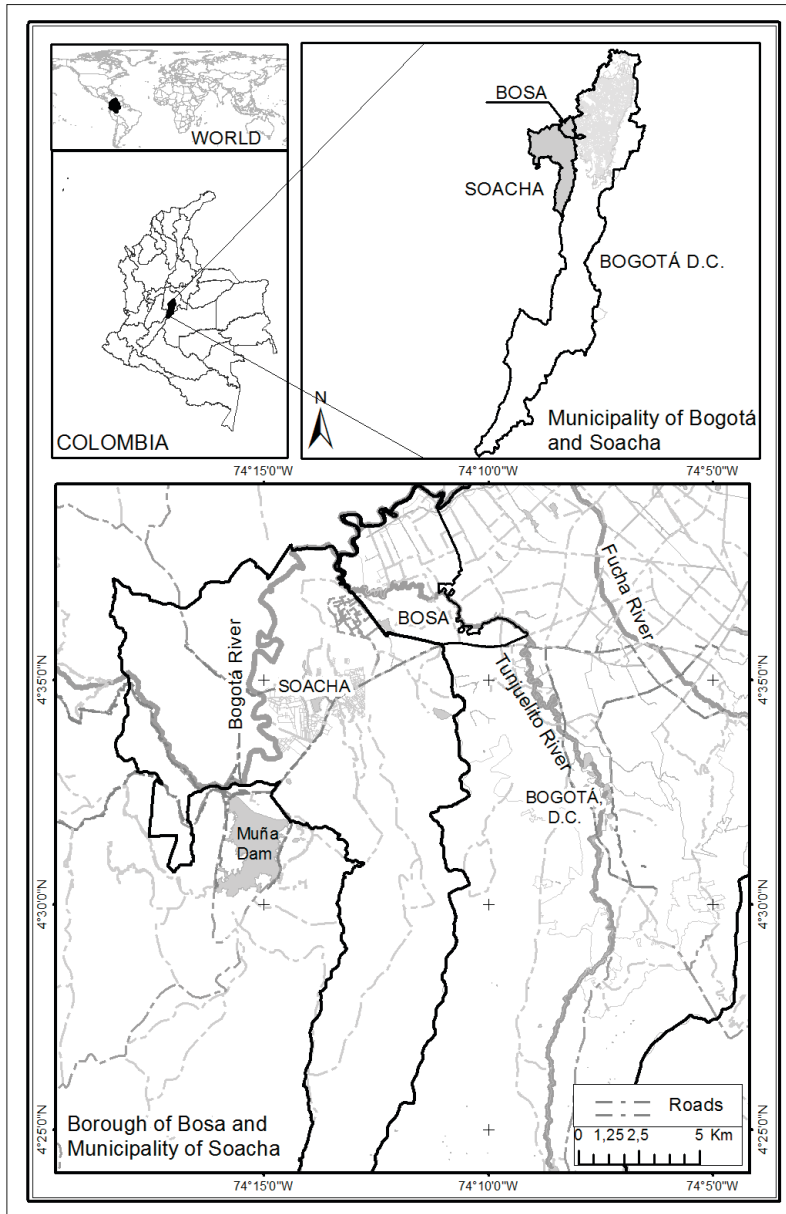 WORLD
COLOMBIA
BOSA
SOACHA
BOGOTÁ D.C.
N
Municipality of Bogotá
and Soacha
74°15'0"W
74°10'0"W
74°5'0"W
4°35'0"N
4°30'0"N
4°25'0"N
Bogotá River
SOACHA
BOSA
Fucha River
Tunjuelito River
BOGOTÁ,
D.C.
Muña
Dam
4°35'0"N
4°30'0"N
4°25'0"N
Borough of Bosa and
Municipality of Soacha
Roads
0 1,25 2,5 5 Km
74°15'0"W
74°10'0"W
74°5'0"W